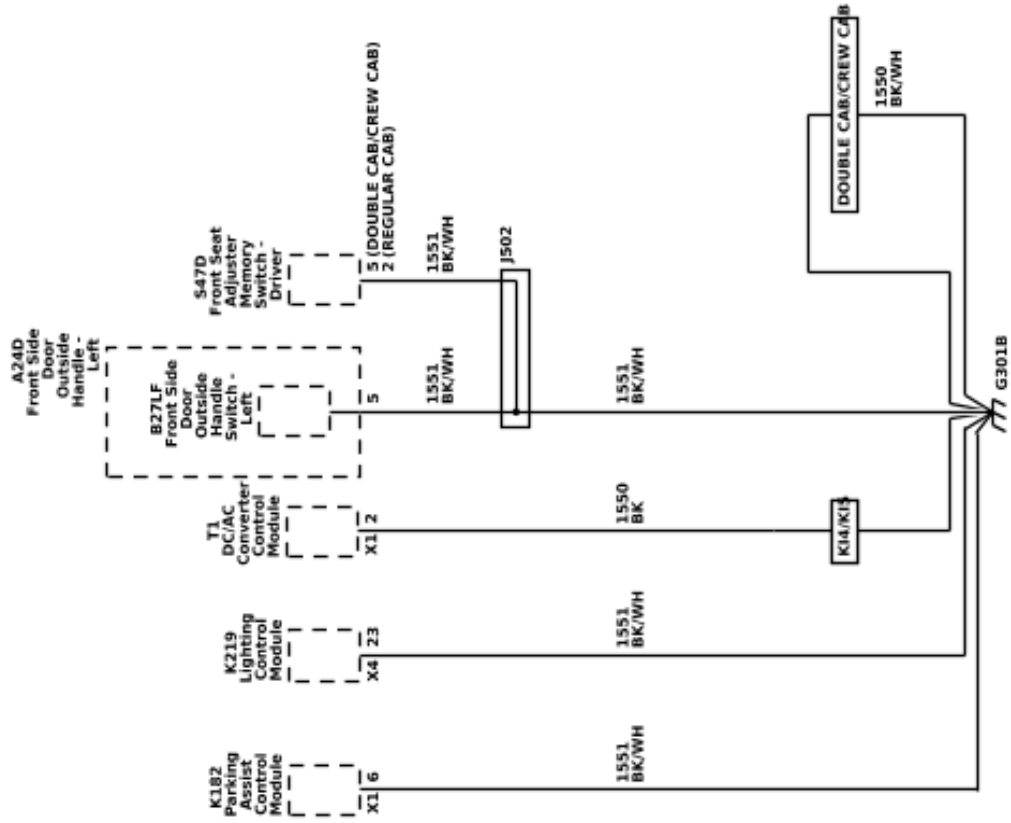 K182
Parking
Assist
Control
Module
X1
6
1551
BK/WH
K219
Lighting
Control
Module
X4
23
1551
BK/WH
T1
DC/AC
Converter
Control
Module
X1
2
1550
BK
KI4/KI5
A24D
Front Side
Door
Outside
Handle -
Left
B27LF
Front Side
Door
Outside
Handle
Switch -
Left
5
1551
BK/WH
1551
BK/WH
S47D
Front Seat
Adjuster
Memory
Switch -
Driver
5 (DOUBLE CAB/CREW CAB)
2 (REGULAR CAB)
1551
BK/WH
J502
DOUBLE CAB/CREW CAB
1550
BK/WH
G301B